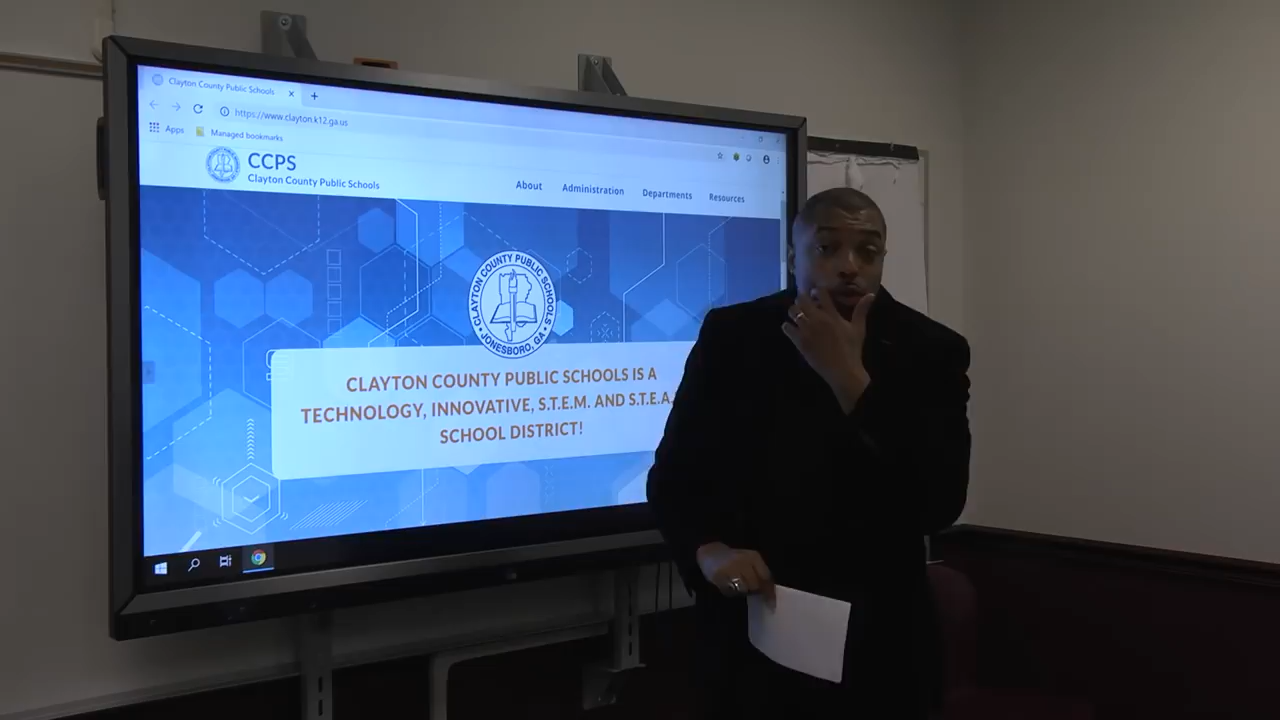 Clayton County Public Schools
https://www.clayton.k12.ga.us
Apps Managed bookmarks
CCPS
Clayton County Public Schools
About Administration Departments Resources
CLAYTON COUNTY PUBLIC SCHOOLS
JONESBORO, GA.
CLAYTON COUNTY PUBLIC SCHOOLS IS A
TECHNOLOGY, INNOVATIVE, S.T.E.M. AND S.T.E.A.
SCHOOL DISTRICT!